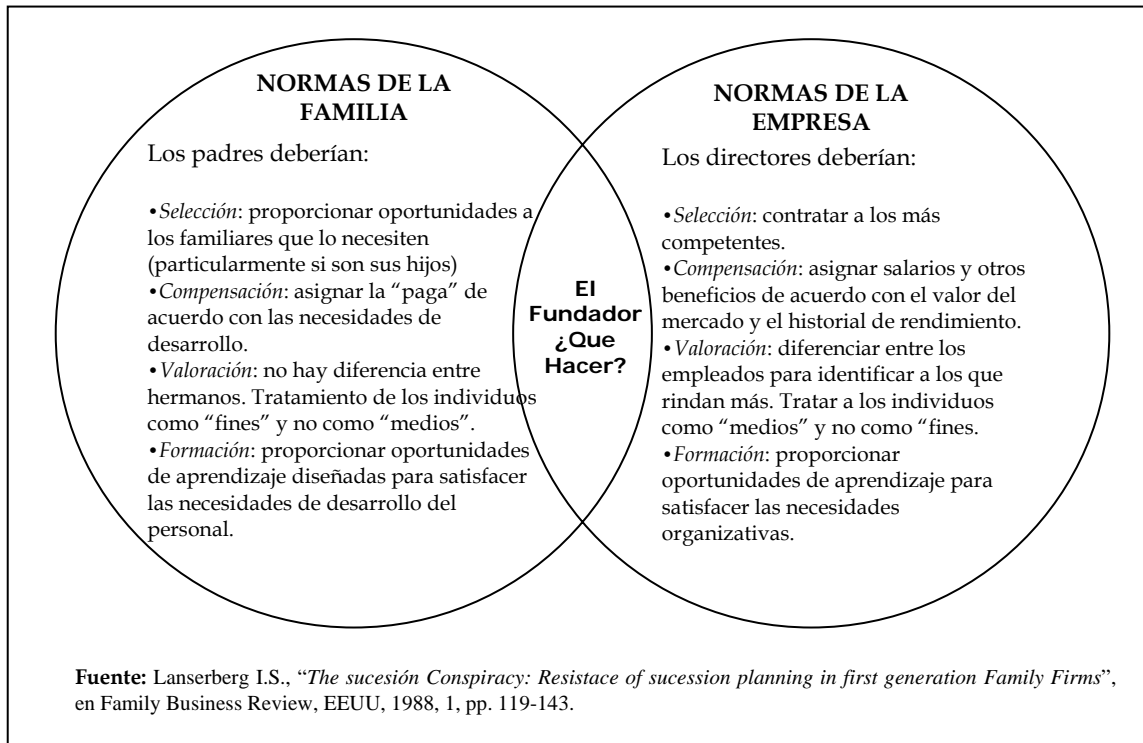 NORMAS DE LA
FAMILIA
Los padres deberían:
•Selección: proporcionar oportunidades a
los familiares que lo necesiten
(particularmente si son sus hijos)
•Compensación: asignar la “paga” de
acuerdo con las necesidades de
desarrollo.
•Valoración: no hay diferencia entre
hermanos. Tratamiento de los individuos
como “fines” y no como “medios”.
•Formación: proporcionar oportunidades
de aprendizaje diseñadas para satisfacer
las necesidades de desarrollo del
personal.
El
Fundador
¿Que
Hacer?
NORMAS DE LA
EMPRESA
Los directores deberían:
•Selección: contratar a los más
competentes.
•Compensación: asignar salarios y otros
beneficios de acuerdo con el valor del
mercado y el historial de rendimiento.
•Valoración: diferenciar entre los
empleados para identificar a los que
rindan más. Tratar a los individuos
como “medios” y no como “fines.
•Formación: proporcionar
oportunidades de aprendizaje para
satisfacer las necesidades
organizativas.
Fuente: Lanserberg I.S., “The sucesión Conspiracy: Resistace of sucession planning in first generation Family Firms”,
en Family Business Review, EEUU, 1988, 1, pp. 119-143.